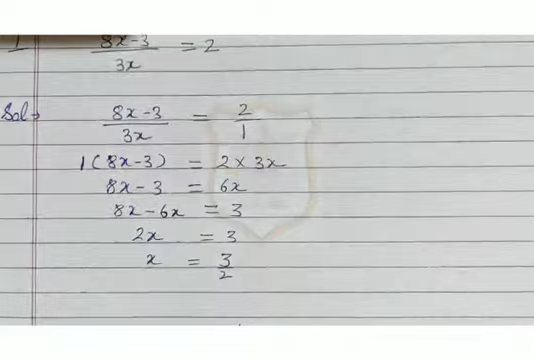 1 8x-3/3x = 2
Sol→ 8x-3/3x = 2/1
1(8x-3) = 2×3x
8x-3 = 6x
8x-6x = 3
2x = 3
x = 3/2